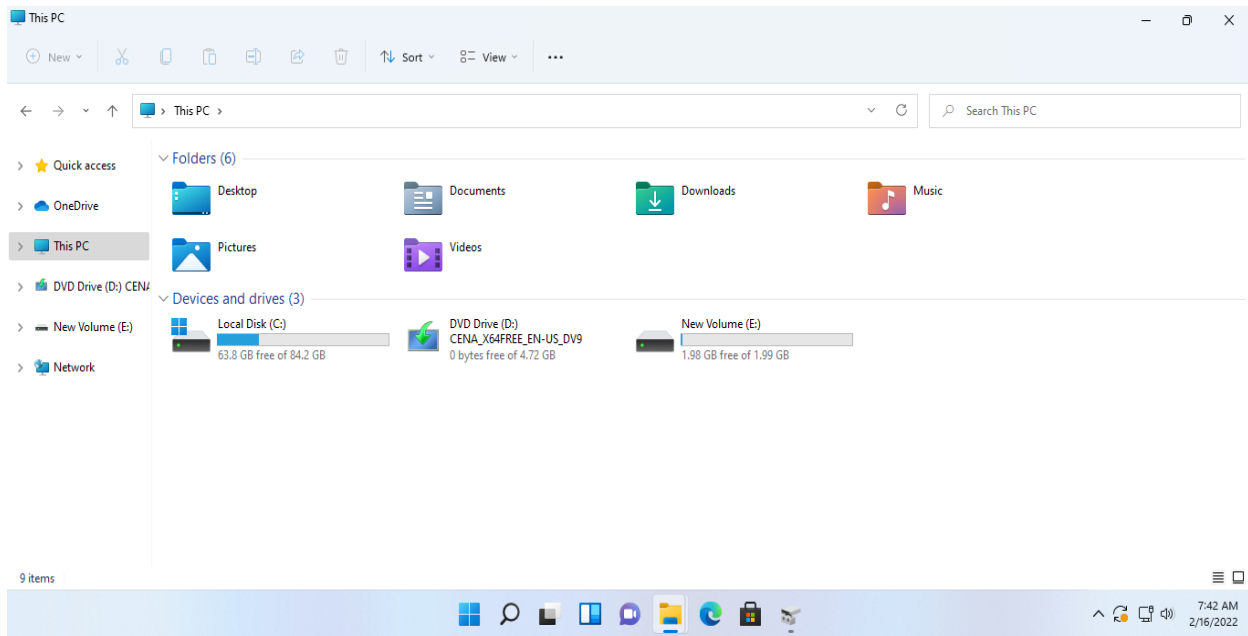 This PC
New
Sort
View
This PC
Search This PC
Quick access
OneDrive
This PC
DVD Drive (D:) CENA
New Volume (E:)
Network
Folders (6)
Desktop
Documents
Downloads
Music
Pictures
Videos
Devices and drives (3)
Local Disk (C:)
63.8 GB free of 84.2 GB
DVD Drive (D:)
CENA_X64FREE_EN-US_DV9
0 bytes free of 4.72 GB
New Volume (E:)
1.98 GB free of 1.99 GB
9 items
7:42 AM
2/16/2022